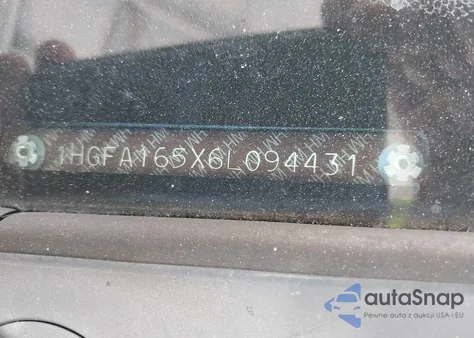 1HGFA16SX6L094431
autoSnap
Pewne auta z aukcji USA i EU